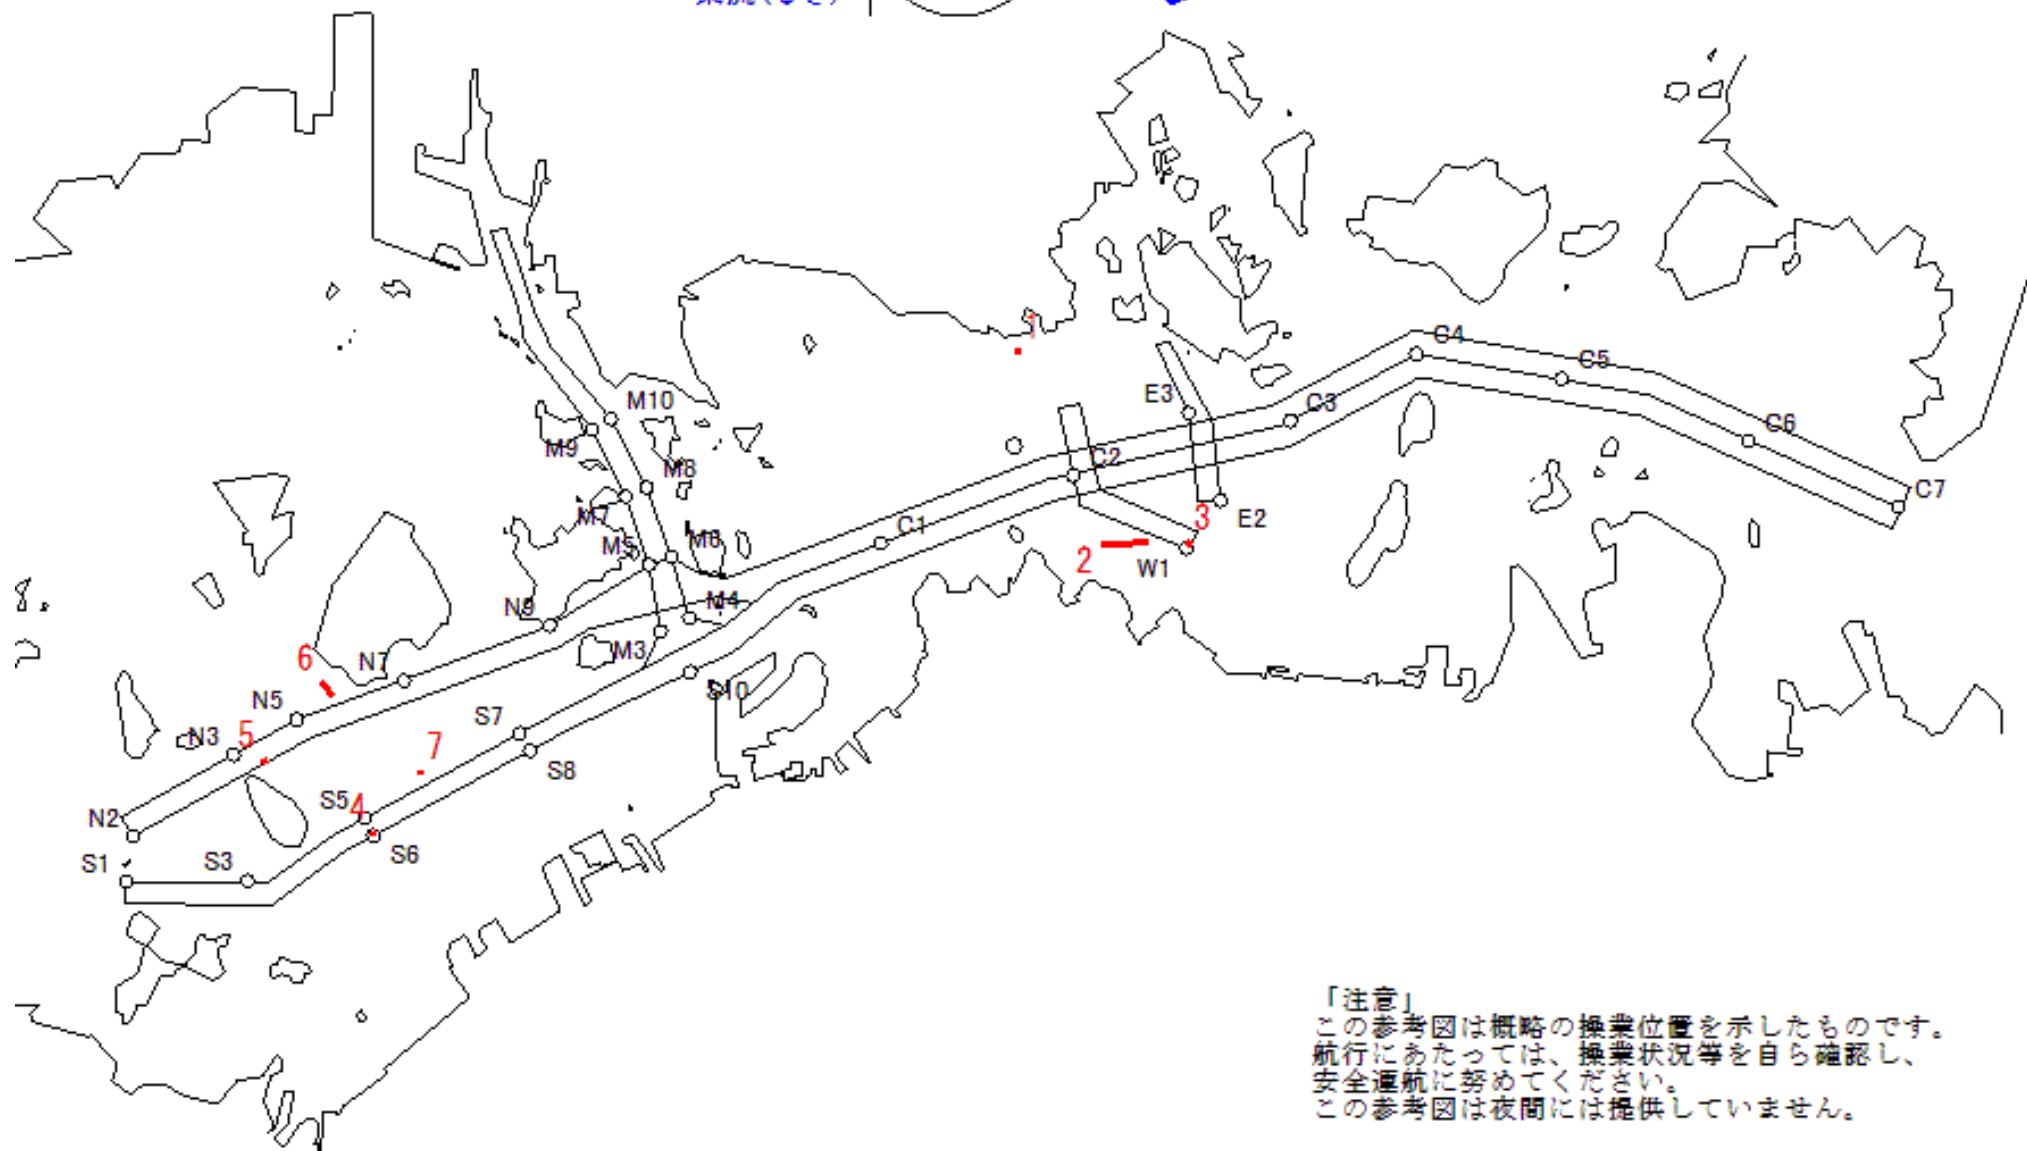 1
C4
C5
E3
C3
M10
C6
M9
C2
M8
C7
M7
3
E2
C1
M5
M6
2
W1
N9
M4
M3
6
N7
S10
N5
S7
N3
5
7
S8
S5
4
N2
S6
S1
S3
「注意」
この参考図は概略の操業位置を示したものです。
航行にあたっては、操業状況等を自ら確認し、
安全運航に努めてください。
この参考図は夜間には提供していません。